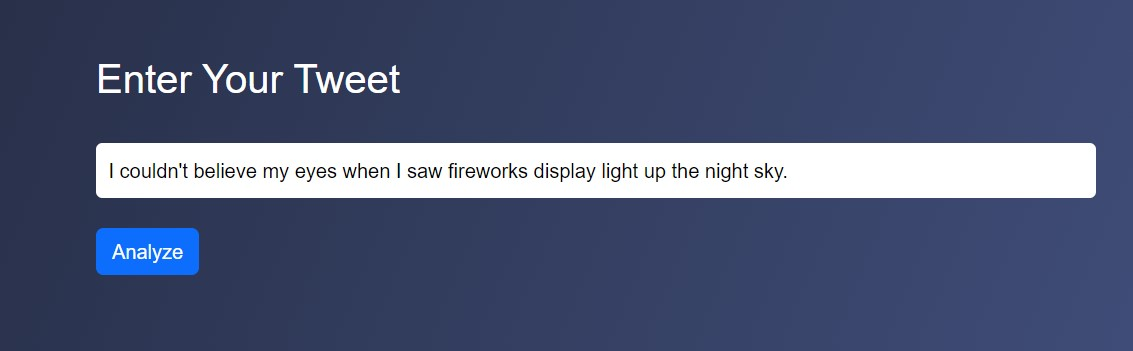 Enter Your Tweet
I couldn't believe my eyes when I saw fireworks display light up the night sky.
Analyze